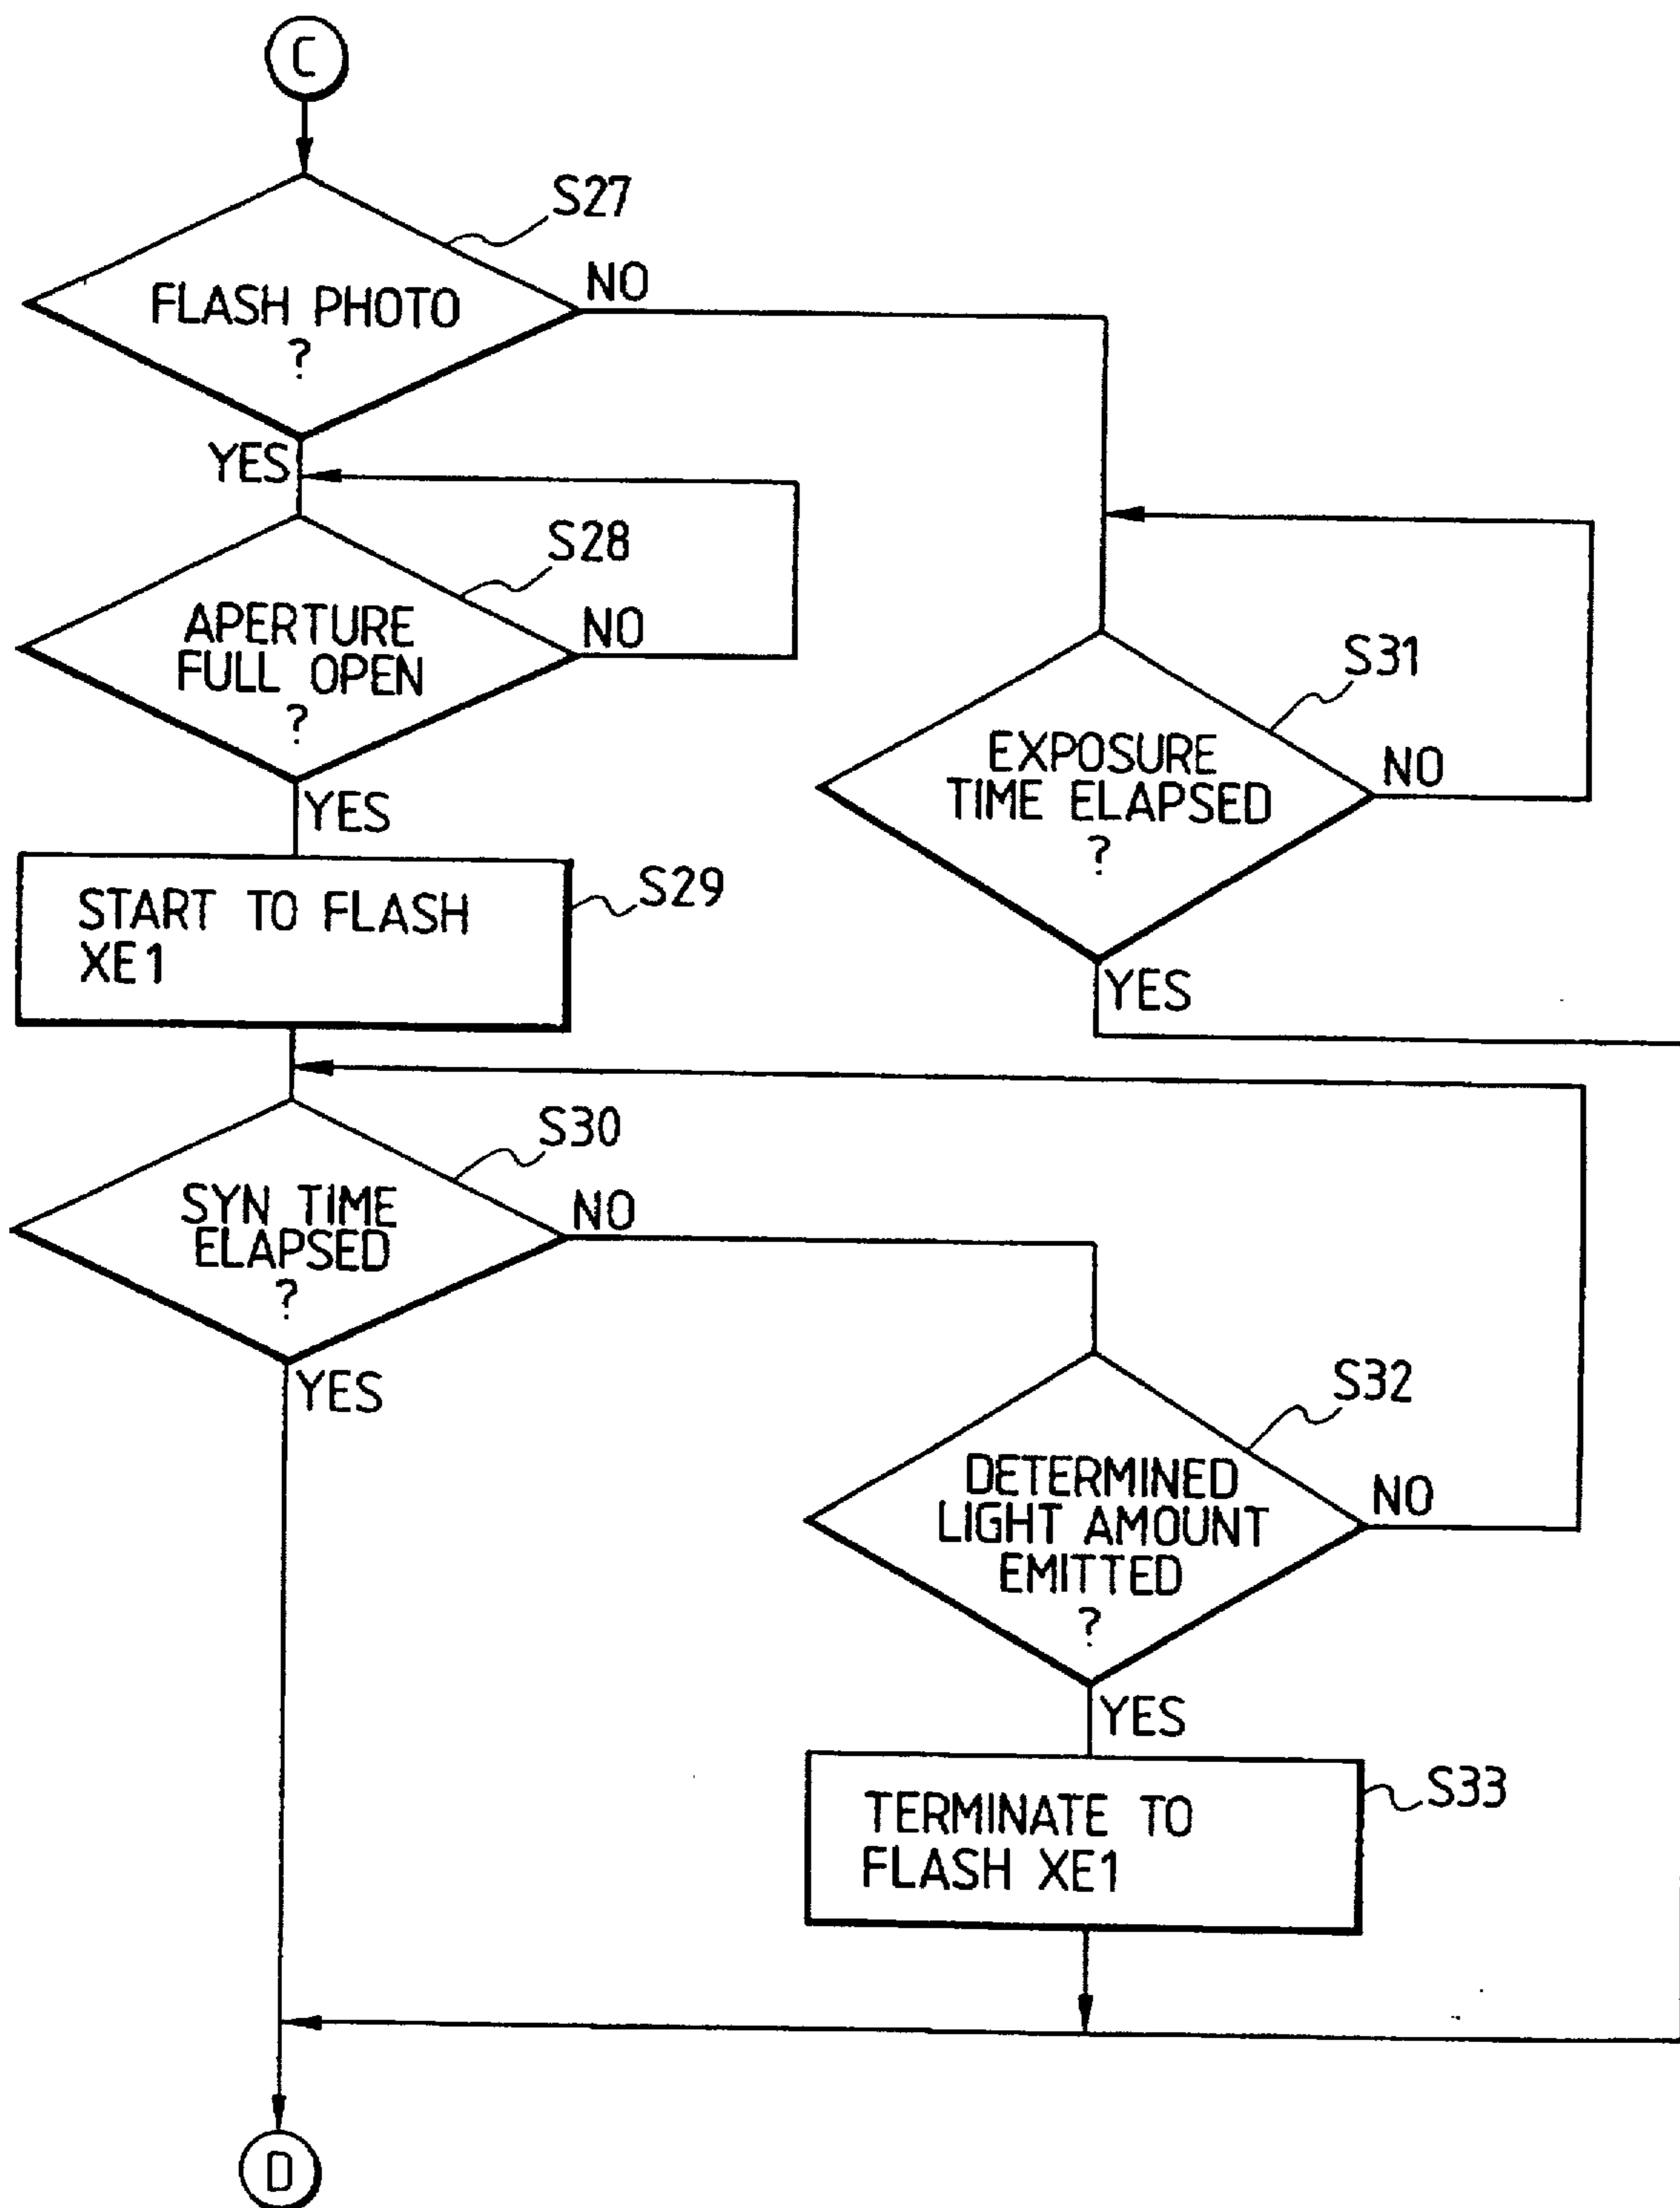 C
S27
FLASH PHOTO
?
NO
YES
S28
APERTURE
FULL OPEN
?
NO
YES
S31
EXPOSURE
TIME ELAPSED
?
NO
YES
START TO FLASH
XE1
S29
S30
SYN TIME
ELAPSED
?
NO
YES
S32
DETERMINED
LIGHT AMOUNT
EMITTED
?
NO
YES
TERMINATE TO
FLASH XE1
S33
D